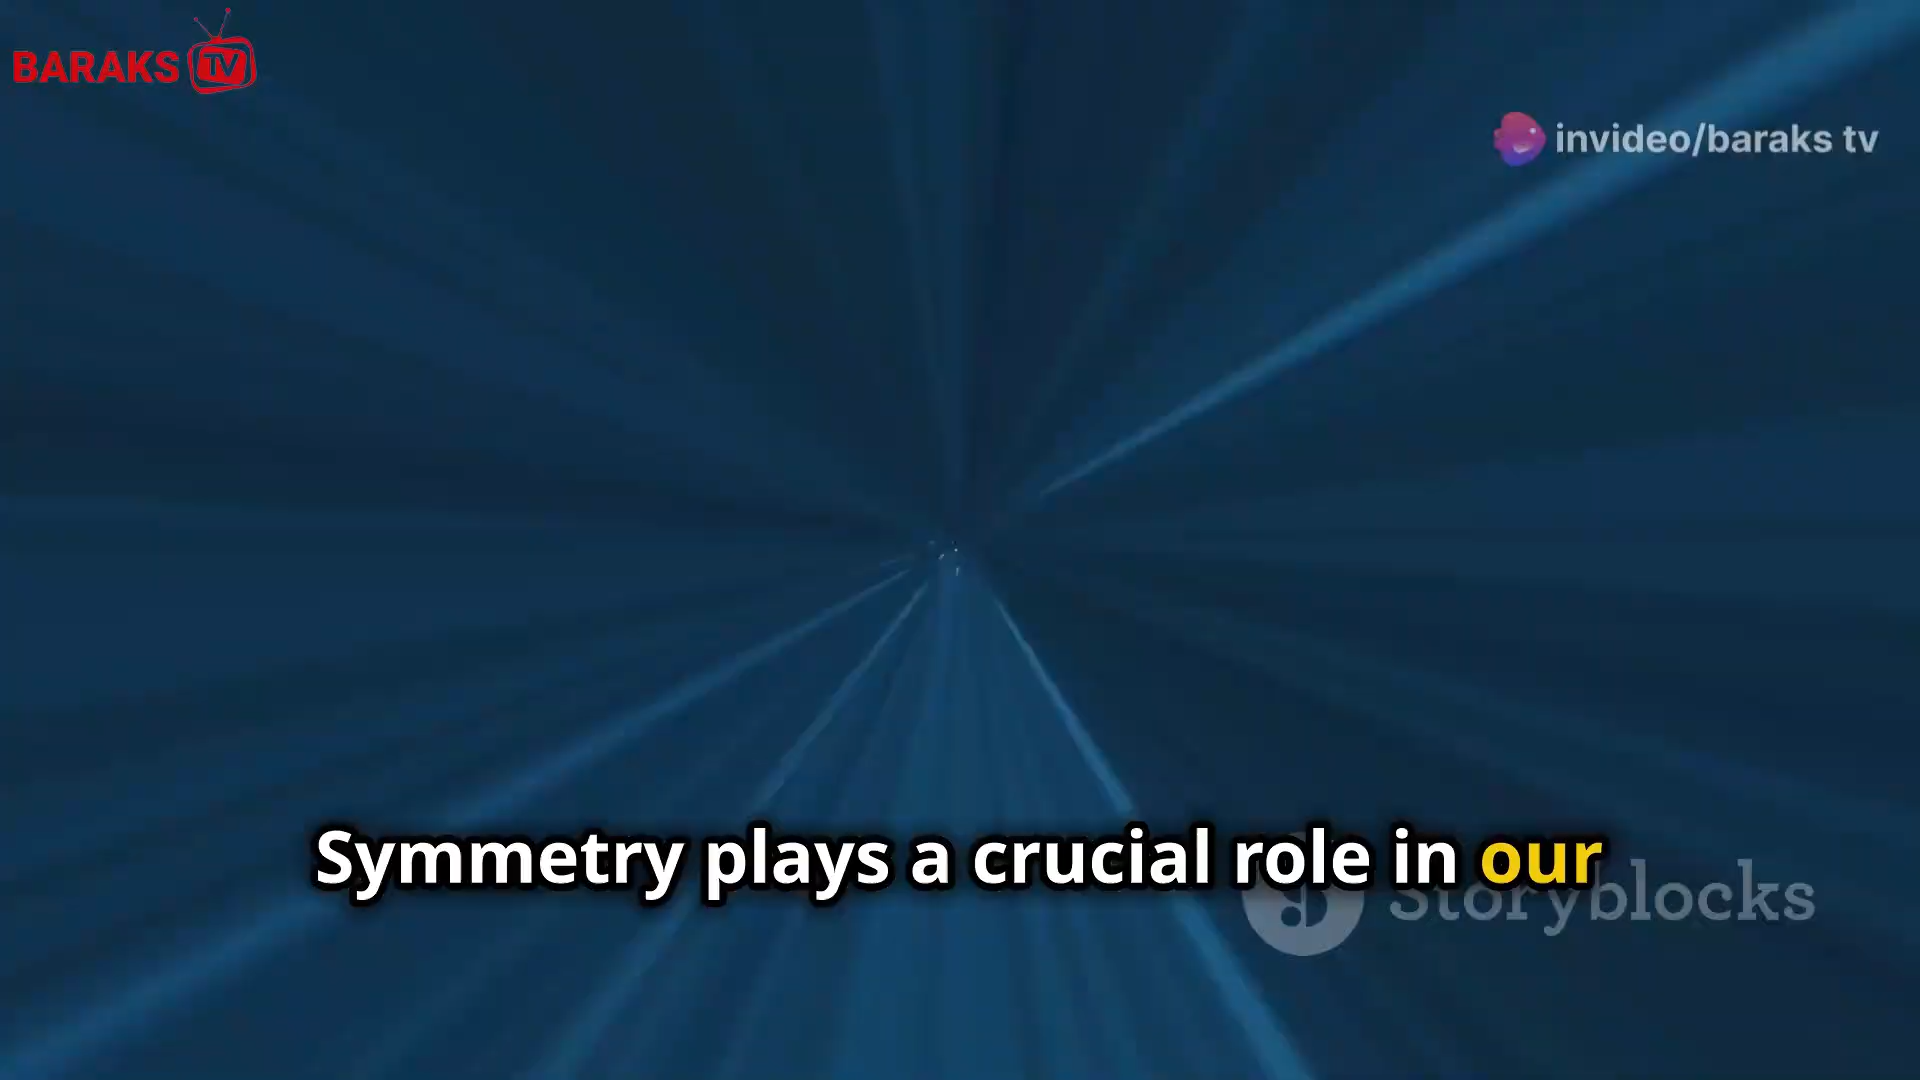 BARAKS TV
invideo/baraks tv
Symmetry plays a crucial role in our
Storyblocks